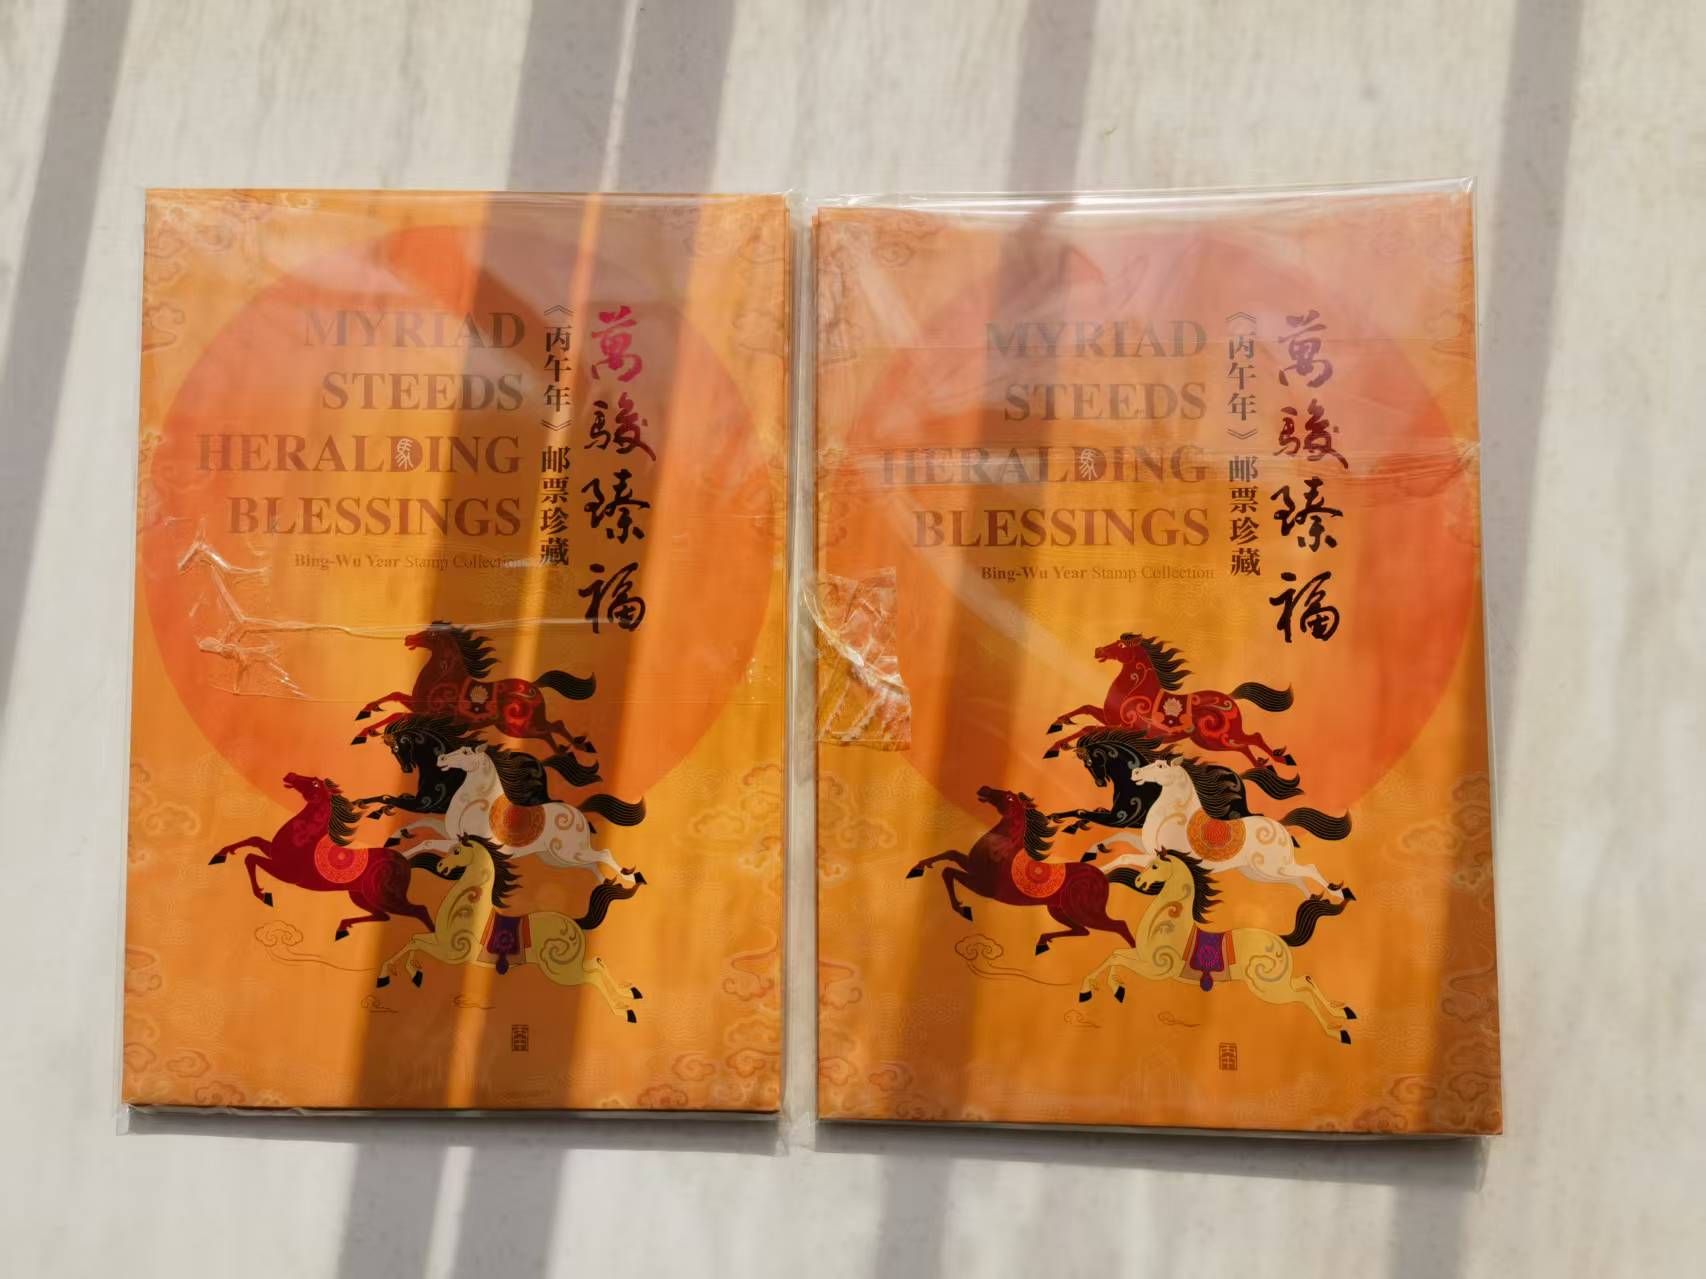 MYRIAD
STEEDS
HERALDING
BLESSINGS
Bing-Wu Year Stamp Collection
《丙午年》邮票珍藏
萬駿臻福
MYRIAD
STEEDS
HERALDING
BLESSINGS
Bing-Wu Year Stamp Collection
《丙午年》邮票珍藏
萬駿臻福